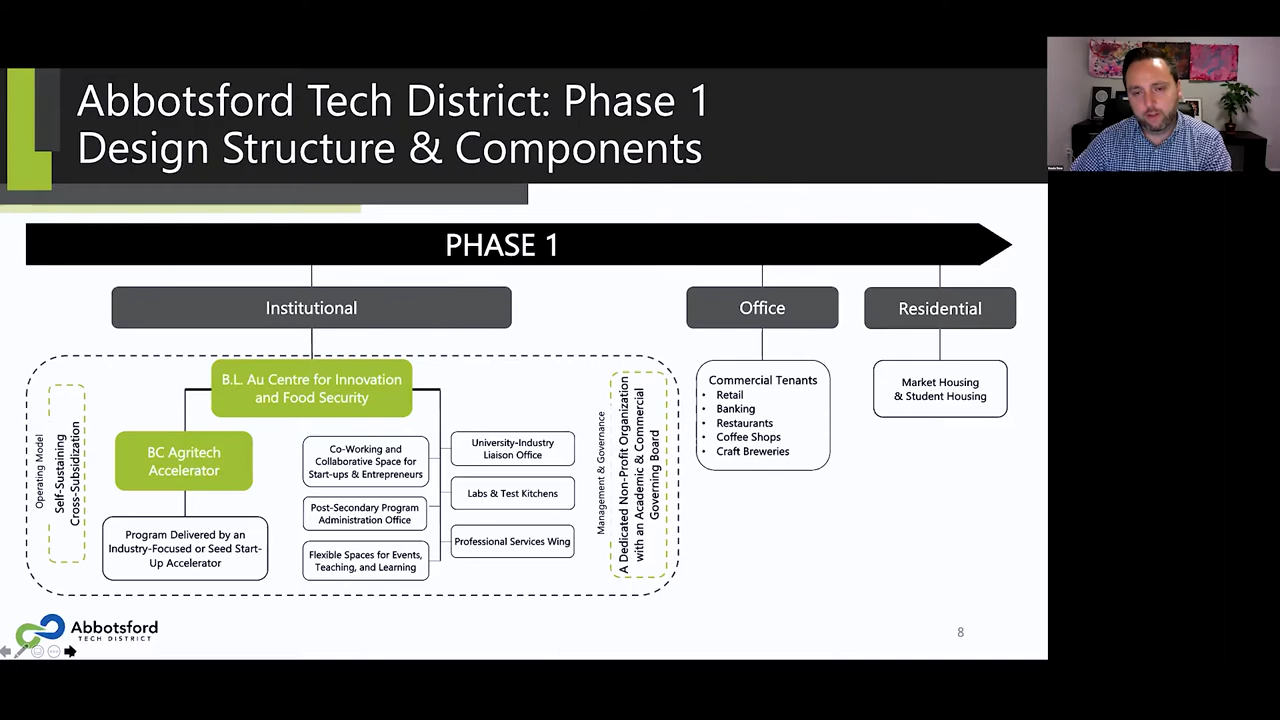 Abbotsford Tech District: Phase 1
Design Structure & Components
PHASE 1
Institutional
Office
Residential
B.L. Au Centre for Innovation
and Food Security
BC Agritech
Accelerator
Program Delivered by an
Industry-Focused or Seed Start-
Up Accelerator
Operating Model
Self-Sustaining
Cross-Subsidization
Co-Working and
Collaborative Space for
Start-ups & Entrepreneurs
Post-Secondary Program
Administration Office
Flexible Spaces for Events,
Teaching, and Learning
University-Industry
Liaison Office
Labs & Test Kitchens
Professional Services Wing
Management & Governance
A Dedicated Non-Profit Organization
with an Academic & Commercial
Governing Board
Commercial Tenants
• Retail
• Banking
• Restaurants
• Coffee Shops
• Craft Breweries
Market Housing
& Student Housing
Abbotsford
TECH DISTRICT
8